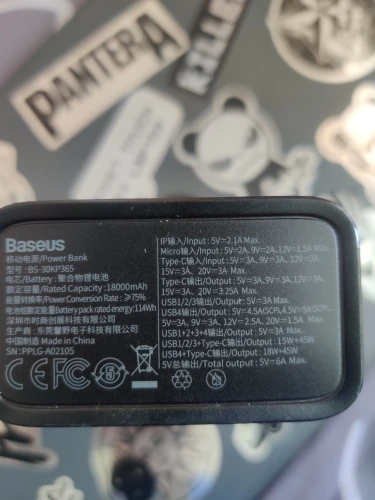 PANTERA
Baseus
移动电源/Power Bank
型号: BS-30KP365
电芯/Battery: 聚合物锂电池
额定容量/Rated Capacity: 18000mAh
能量转换率/Power Conversion Rate: ≥75%
电池组额定能量Battery pack rated energy:114Wh
深圳市时商创展科技有限公司
生产商: 东莞馨野电子科技有限公司
中国制造/Made in China
SN: PPLG-A02105
CE FC
IP输入/Input: 5V=2.1A Max.
Micro输入/Input: 5V=2A,9V=2A,12V=1.5A Max.
Type-C输入/Input: 5V=3A, 9V=3A, 12V=3A,
15V=3A, 20V=3A Max.
Type-C输出/Output: 5V=3A,9V=3A,12V=3A,
15V=3A, 20V=3.25A Max.
USB1/2/3输出/Output: 5V=3A Max.
USB4输出/Output: 5V=4.5A(SCP),4.5V=5A(SCP),
5V=3A, 9V=3A, 12V=2.5A, 20V=1.5A Max.
USB1+2+3+4输出/Output: 5V=3A Max.
USB1/2/3+Type-C输出/Output: 15W+45W
USB4+Type-C输出/Output: 18W+45W
5V总输出/Total output: 5V=6A Max.